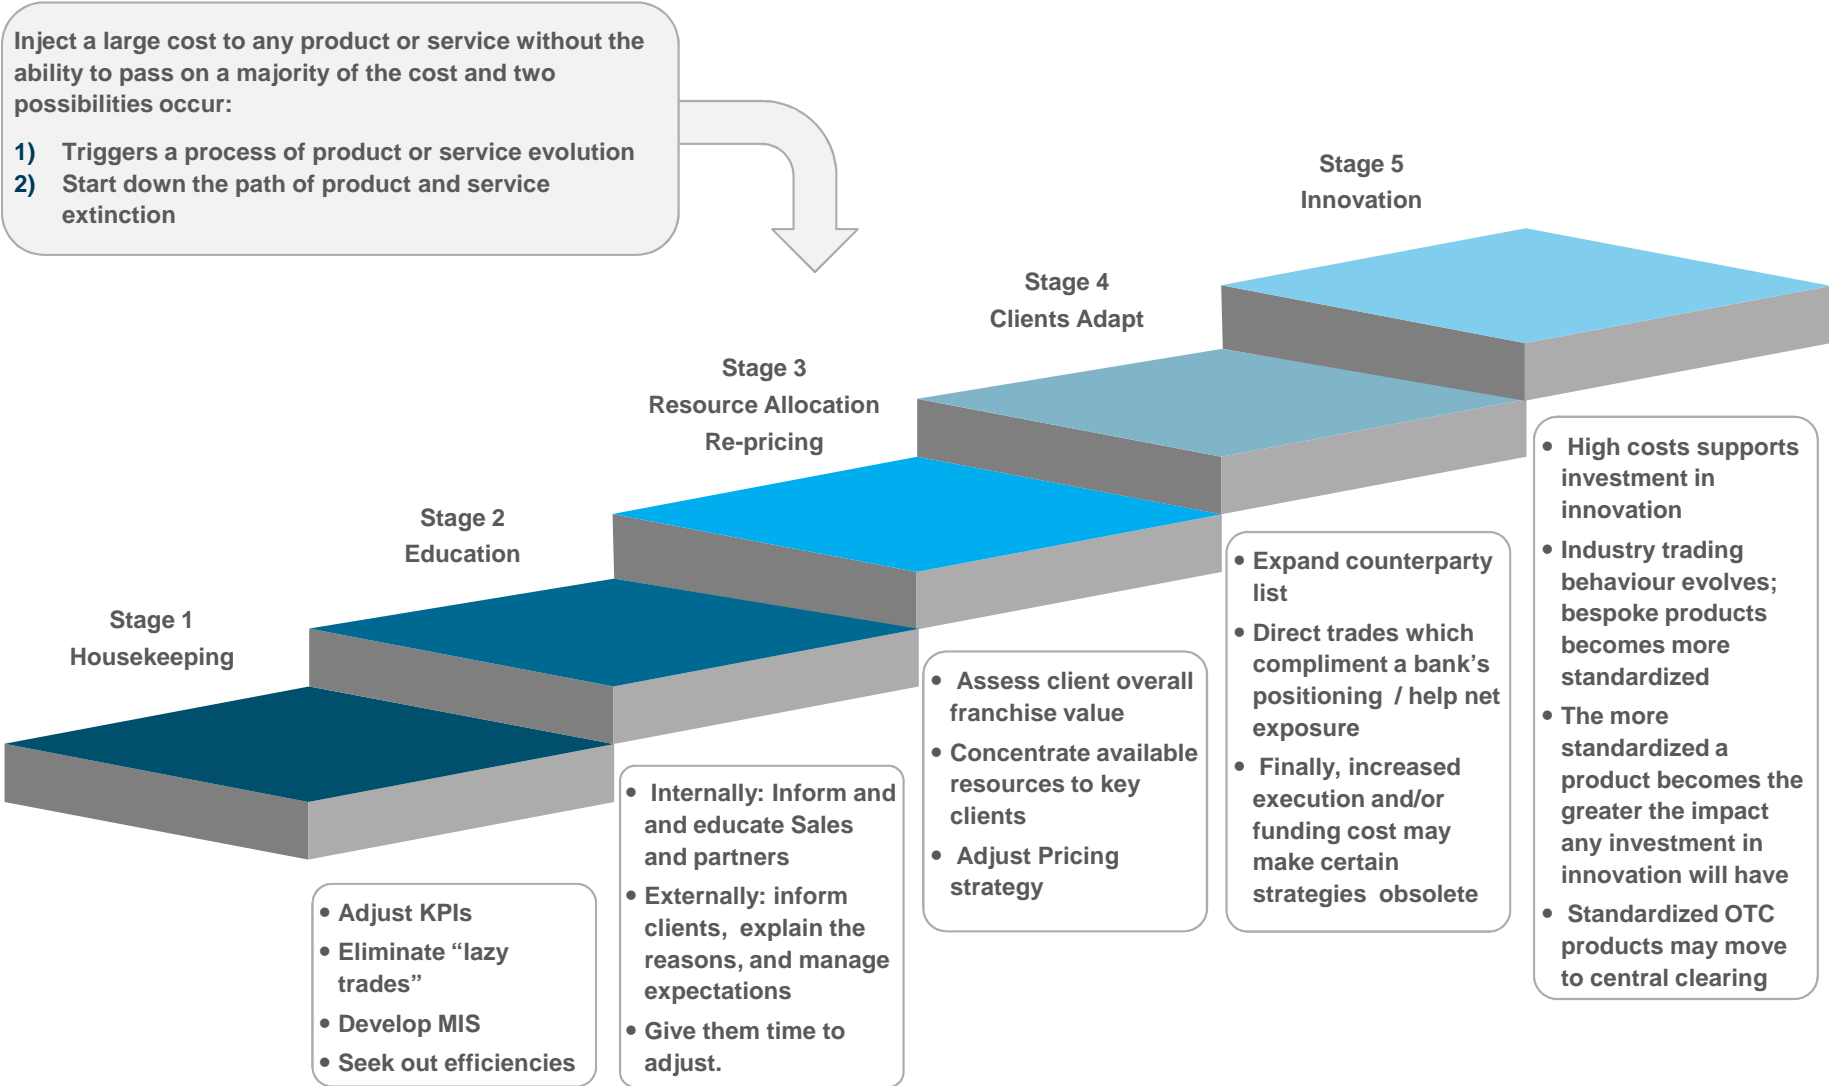 Inject a large cost to any product or service without the
ability to pass on a majority of the cost and two
possibilities occur:
1) Triggers a process of product or service evolution
2) Start down the path of product and service
extinction
Stage 1
Housekeeping
• Adjust KPIs
• Eliminate “lazy
trades”
• Develop MIS
• Seek out efficiencies
Stage 2
Education
• Internally: Inform and
and educate Sales
and partners
• Externally: inform
clients, explain the
reasons, and manage
expectations
• Give them time to
adjust.
Stage 3
Resource Allocation
Re-pricing
• Assess client overall
franchise value
• Concentrate available
resources to key
clients
• Adjust Pricing
strategy
Stage 4
Clients Adapt
• Expand counterparty
list
• Direct trades which
compliment a bank’s
positioning / help net
exposure
• Finally, increased
execution and/or
funding cost may
make certain
strategies obsolete
Stage 5
Innovation
• High costs supports
investment in
innovation
• Industry trading
behaviour evolves;
bespoke products
becomes more
standardized
• The more
standardized a
product becomes the
greater the impact
any investment in
innovation will have
• Standardized OTC
products may move
to central clearing